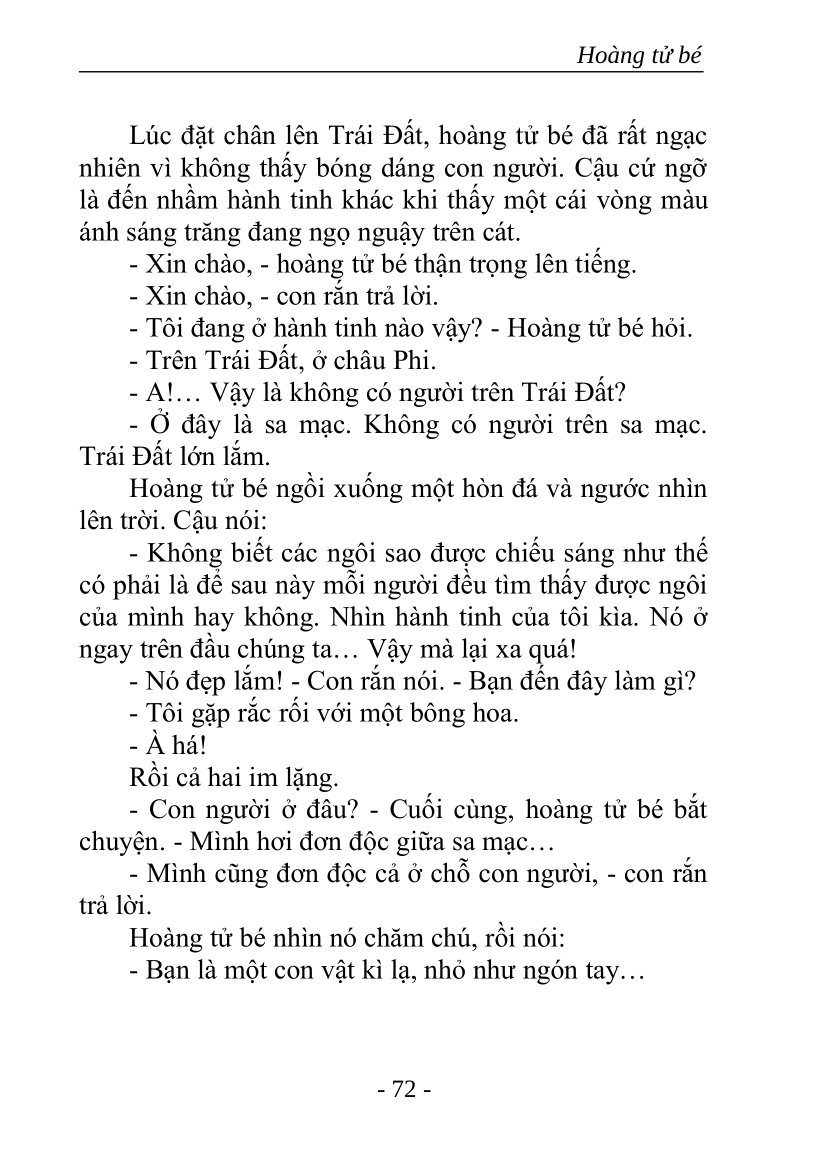 Hoàng tử bé
Lúc đặt chân lên Trái Đất, hoàng tử bé đã rất ngạc
nhiên vì không thấy bóng dáng con người. Cậu cứ ngỡ
là đến nhầm hành tinh khác khi thấy một cái vòng màu
ánh sáng trăng đang ngọ nguậy trên cát.
- Xin chào, - hoàng tử bé thận trọng lên tiếng.
- Xin chào, - con rắn trả lời.
- Tôi đang ở hành tinh nào vậy? - Hoàng tử bé hỏi.
- Trên Trái Đất, ở châu Phi.
- A!… Vậy là không có người trên Trái Đất?
- Ở đây là sa mạc. Không có người trên sa mạc.
Trái Đất lớn lắm.
Hoàng tử bé ngồi xuống một hòn đá và ngước nhìn
lên trời. Cậu nói:
- Không biết các ngôi sao được chiếu sáng như thế
có phải là để sau này mỗi người đều tìm thấy được ngôi
của mình hay không. Nhìn hành tinh của tôi kìa. Nó ở
ngay trên đầu chúng ta… Vậy mà lại xa quá!
- Nó đẹp lắm! - Con rắn nói. - Bạn đến đây làm gì?
- Tôi gặp rắc rối với một bông hoa.
- À há!
Rồi cả hai im lặng.
- Con người ở đâu? - Cuối cùng, hoàng tử bé bắt
chuyện. - Mình hơi đơn độc giữa sa mạc…
- Mình cũng đơn độc cả ở chỗ con người, - con rắn
trả lời.
Hoàng tử bé nhìn nó chăm chú, rồi nói:
- Bạn là một con vật kì lạ, nhỏ như ngón tay…
- 72 -